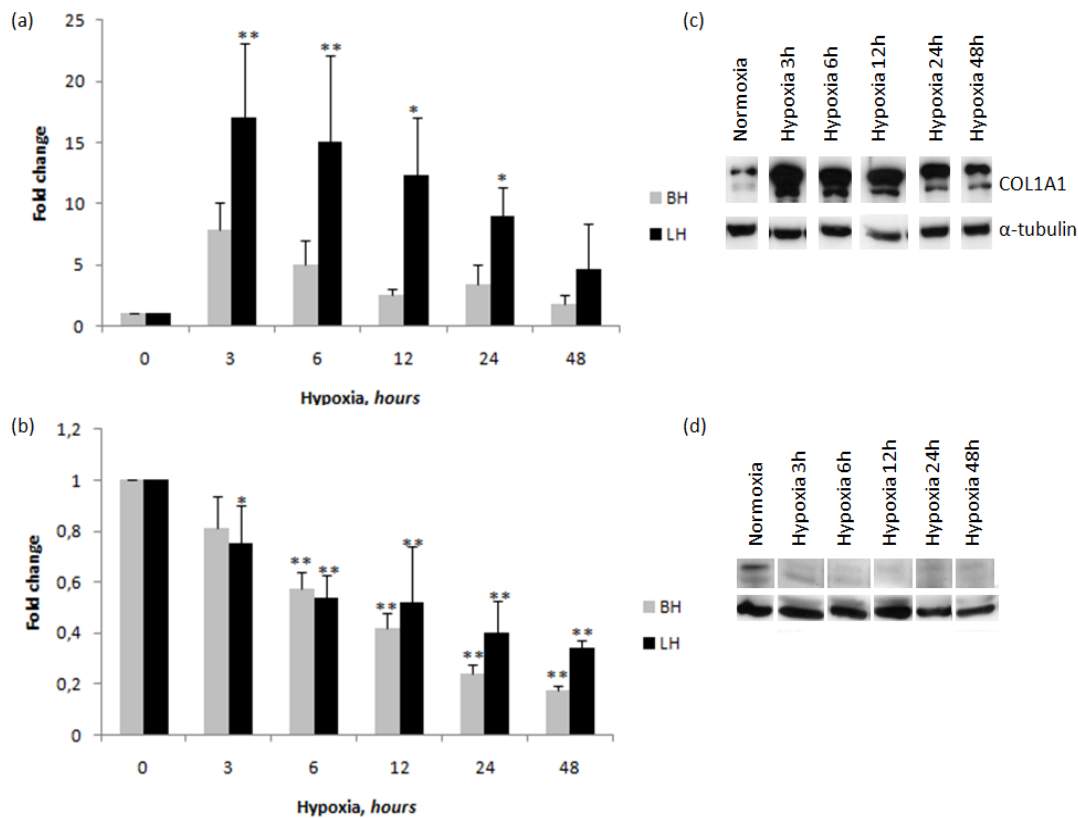 (a)
25
20
15
10
5
0
Fold change
** ** * *
BH
LH
0 3 6 12 24 48
Hypoxia, hours
(b)
1,2
1
0,8
0,6
0,4
0,2
0
Fold change
* ** ** ** ** ** ** ** **
BH
LH
0 3 6 12 24 48
Hypoxia, hours
(c)
Normoxia
Hypoxia 3h
Hypoxia 6h
Hypoxia 12h
Hypoxia 24h
Hypoxia 48h
COL1A1
α-tubulin
(d)
Normoxia
Hypoxia 3h
Hypoxia 6h
Hypoxia 12h
Hypoxia 24h
Hypoxia 48h